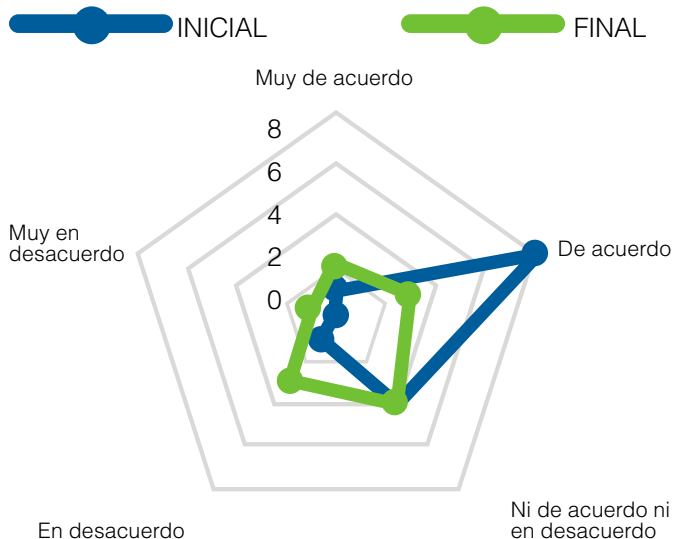 INICIAL
FINAL
Muy de acuerdo
8
6
4
2
0
Muy en
desacuerdo
De acuerdo
En desacuerdo
Ni de acuerdo ni
en desacuerdo